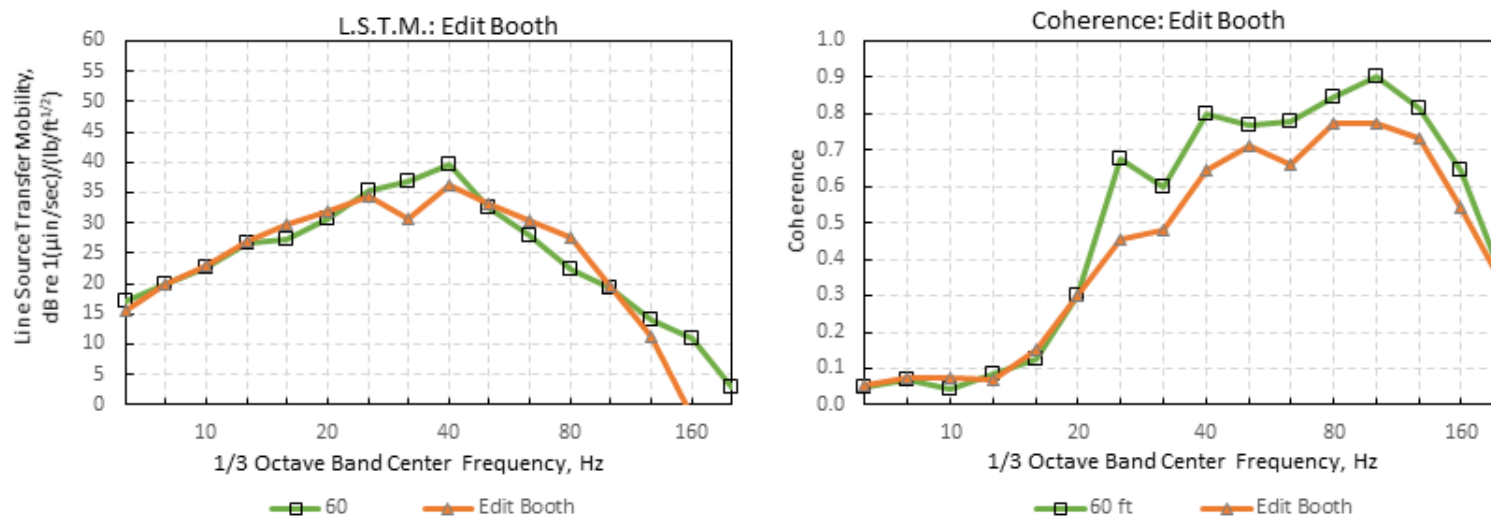 L.S.T.M.: Edit Booth
Line Source Transfer Mobility,
dB re 1(μin/sec)/(lb/ft¹/²)
60
55
50
45
40
35
30
25
20
15
10
5
0
10 20 40 80 160
1/3 Octave Band Center Frequency, Hz
60 Edit Booth
Coherence: Edit Booth
Coherence
1.0
0.9
0.8
0.7
0.6
0.5
0.4
0.3
0.2
0.1
0.0
10 20 40 80 160
1/3 Octave Band Center Frequency, Hz
60 ft Edit Booth